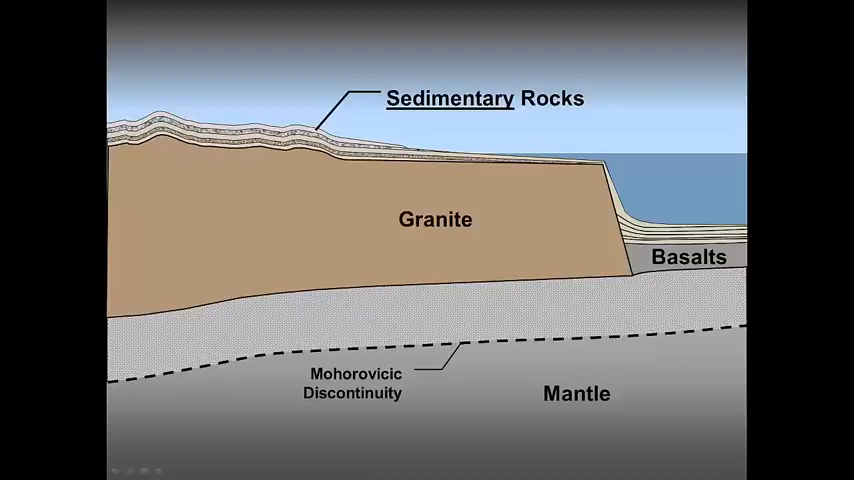 Sedimentary Rocks
Granite
Basalts
Mohorovicic
Discontinuity
Mantle